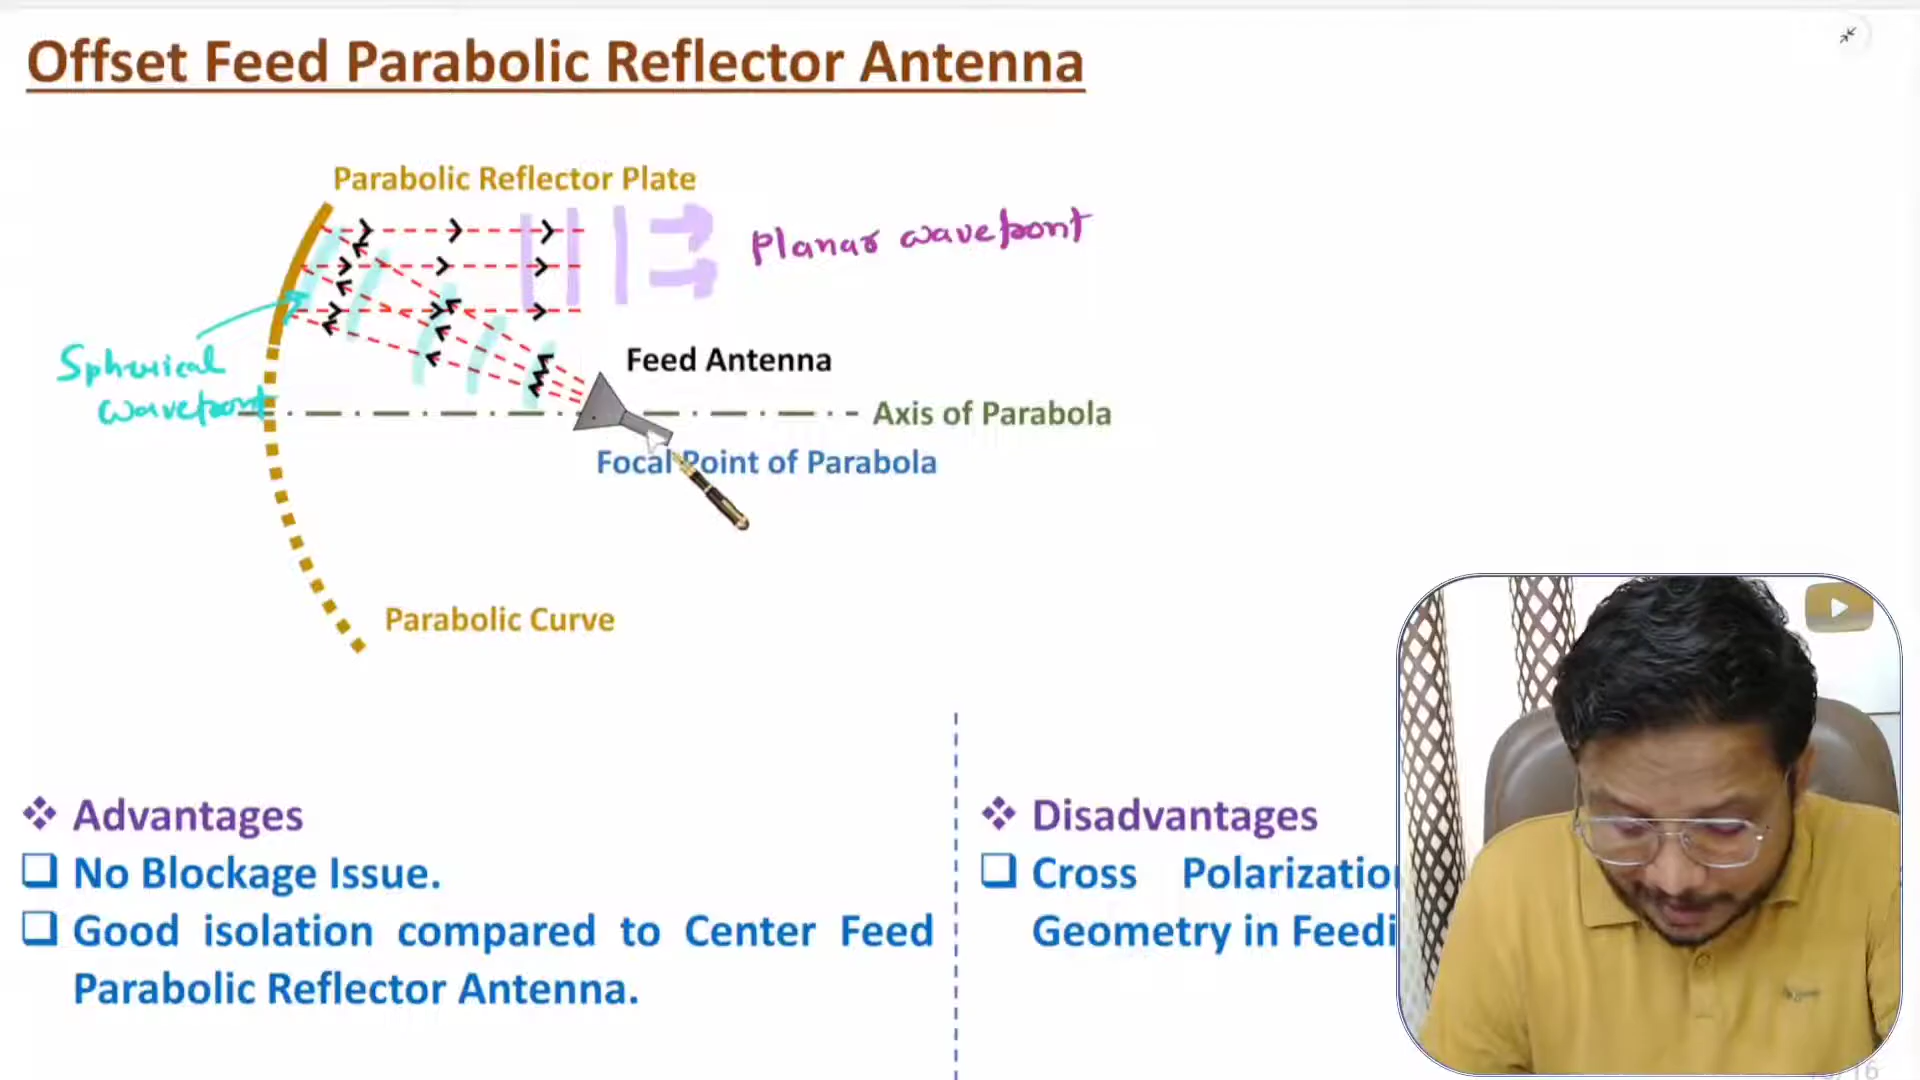 Offset Feed Parabolic Reflector Antenna
Parabolic Reflector Plate
Planar wavefront
Spherical
wavefront
Feed Antenna
Axis of Parabola
Focal Point of Parabola
Parabolic Curve
❖ Advantages
❑ No Blockage Issue.
❑ Good isolation compared to Center Feed
Parabolic Reflector Antenna.
❖ Disadvantages
❑ Cross
Geometry in